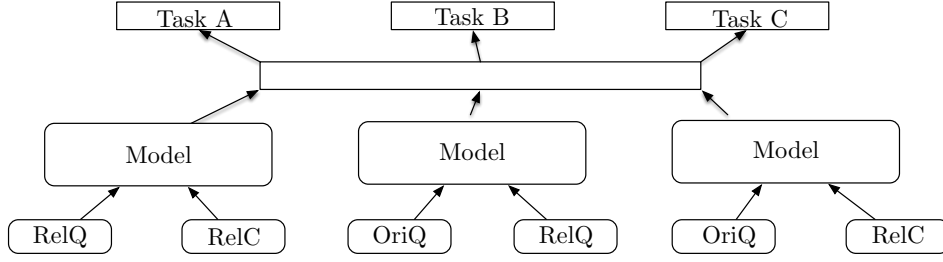 Task A
Task B
Task C
Model
Model
Model
RelQ
RelC
OriQ
RelQ
OriQ
RelC